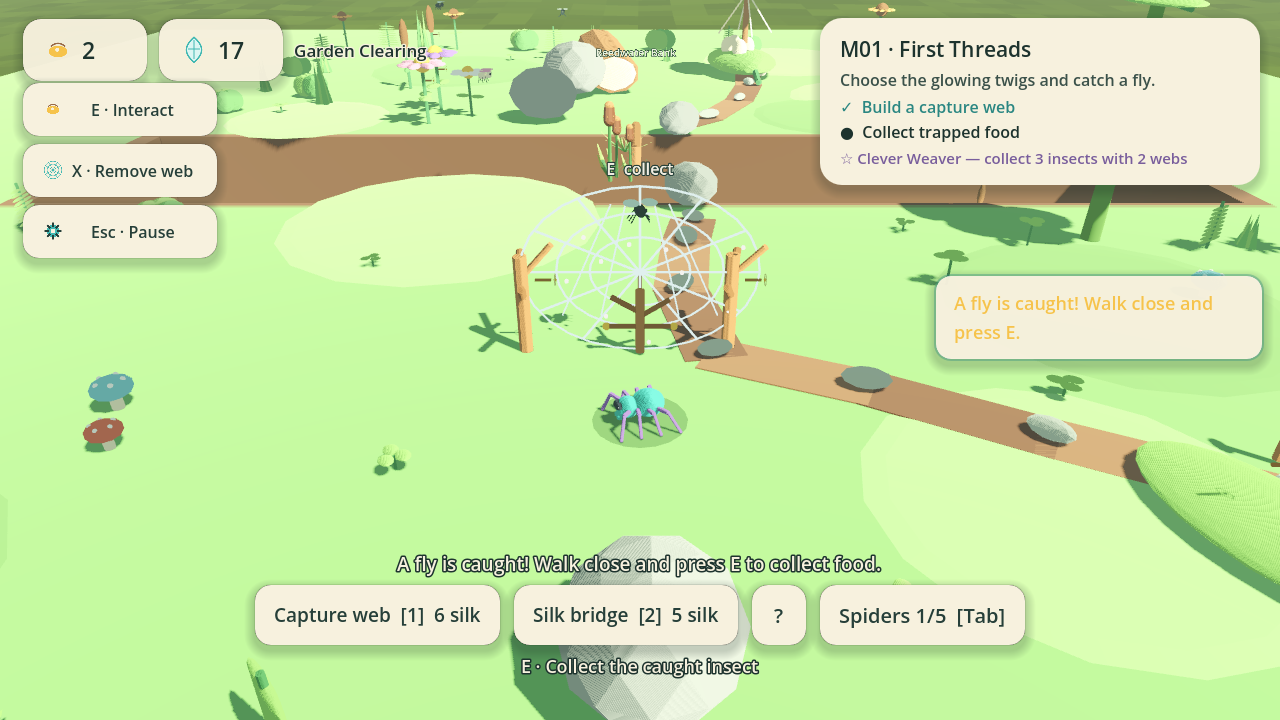 2
17
Garden Clearing
E · Interact
X · Remove web
Esc · Pause
Reedwater Bank
M01 · First Threads
Choose the glowing twigs and catch a fly.
✓ Build a capture web
● Collect trapped food
☆ Clever Weaver — collect 3 insects with 2 webs
E collect
A fly is caught! Walk close and
press E.
A fly is caught! Walk close and press E to collect food.
Capture web [1] 6 silk
Silk bridge [2] 5 silk
?
Spiders 1/5 [Tab]
E · Collect the caught insect